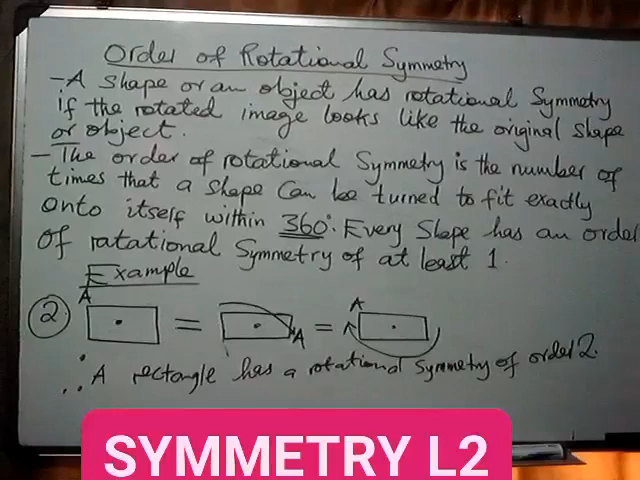 Order of Rotational Symmetry
- A shape or an object has rotational Symmetry
if the rotated image looks like the original shape
or object.
- The order of rotational Symmetry is the number of
times that a shape can be turned to fit exactly
onto itself within 360°. Every Shape has an order
of rotational Symmetry of at least 1.
Example
A
2 = A = A
∴ A rectangle has a rotational symmetry of order 2.
SYMMETRY L2